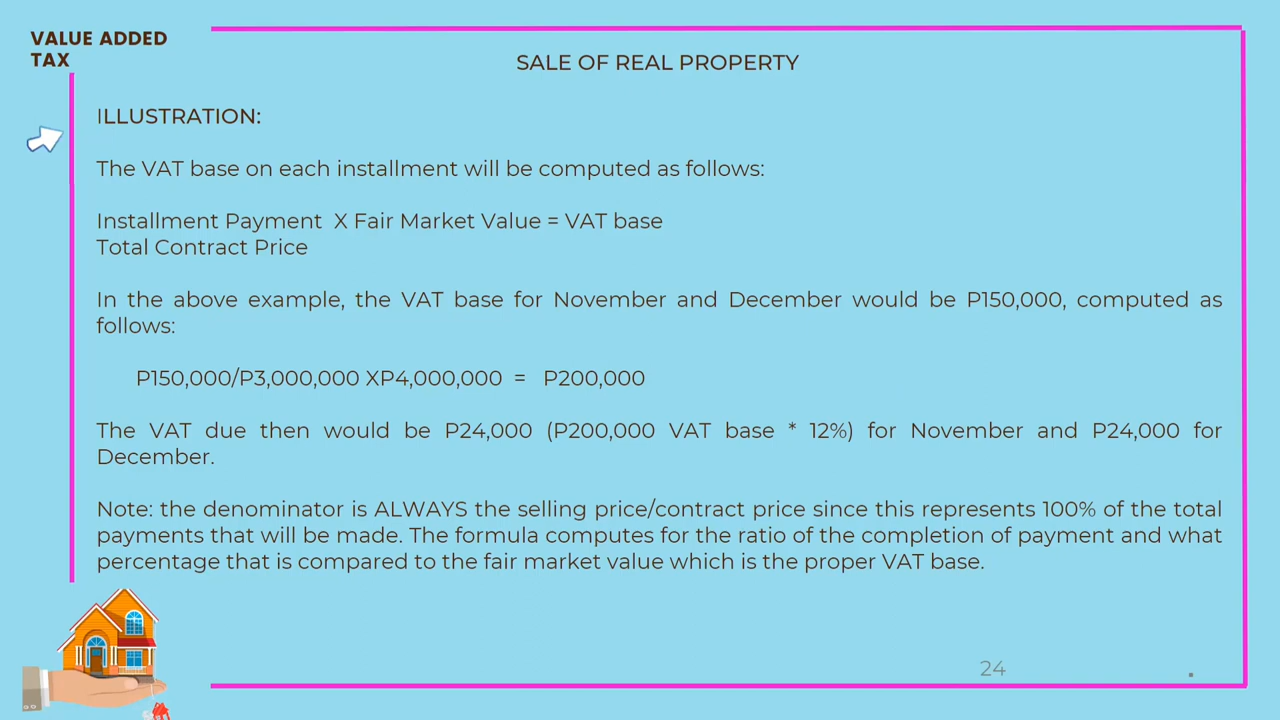 VALUE ADDED
TAX
SALE OF REAL PROPERTY
ILLUSTRATION:
The VAT base on each installment will be computed as follows:
Installment Payment X Fair Market Value = VAT base
Total Contract Price
In the above example, the VAT base for November and December would be P150,000, computed as
follows:
P150,000/P3,000,000 XP4,000,000 = P200,000
The VAT due then would be P24,000 (P200,000 VAT base * 12%) for November and P24,000 for
December.
Note: the denominator is ALWAYS the selling price/contract price since this represents 100% of the total
payments that will be made. The formula computes for the ratio of the completion of payment and what
percentage that is compared to the fair market value which is the proper VAT base.
24 .